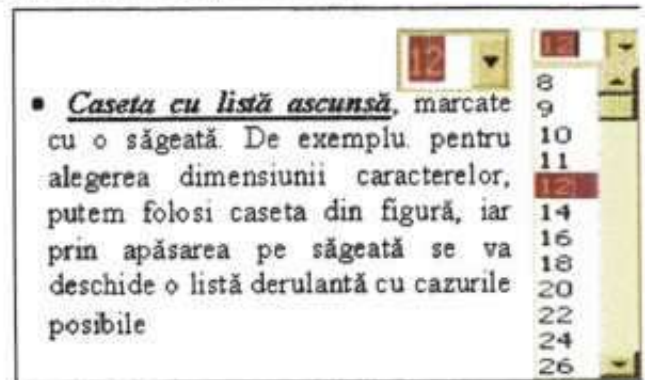 12
12
• Caseta cu listă ascunsă, marcate
cu o săgeată. De exemplu. pentru
alegerea dimensiunii caracterelor,
putem folosi caseta din figură, iar
prin apăsarea pe săgeată se va
deschide o listă derulantă cu cazurile
posibile
8
9
10
11
12
14
16
18
20
22
24
26